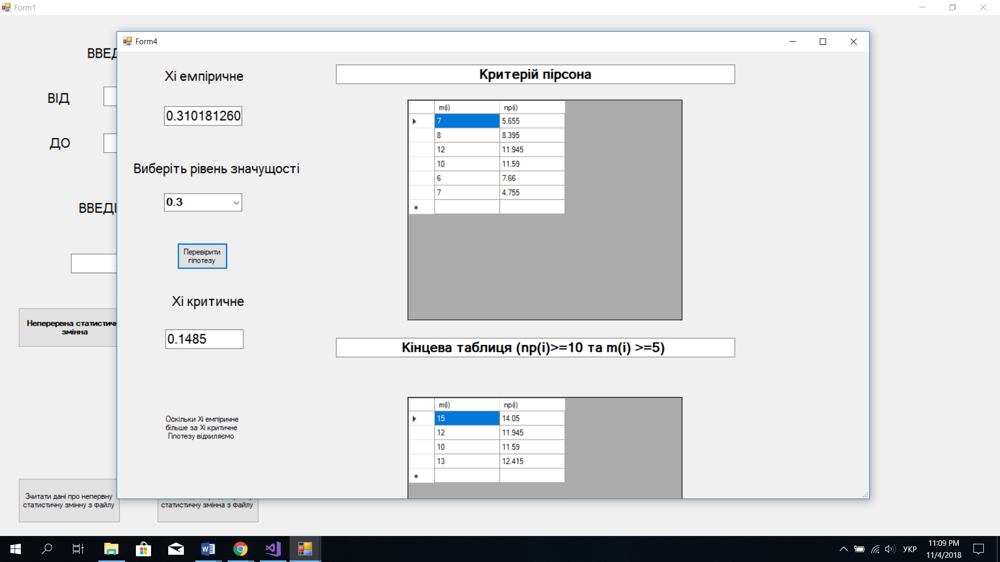 Form1
Form4
ВВЕД
ВІД
ДО
ВВЕДІ
Неперервна статистичн
змінна
Зчитати дані про непервну
статистичну змінну з файлу
статистичну змінна з файлу
Хі емпіричне
0.310181260
Виберіть рівень значущості
0.3
Перевірити
гіпотезу
Хі критичне
0.1485
Оскільки Хі емпіричне
більше за Хі критичне
Гіпотезу відхиляємо
Критерій пірсона
m(i) np(i)
7 5.655
8 8.395
12 11.945
10 11.59
6 7.66
7 4.755
Кінцева таблиця (np(i)>=10 та m(i) >=5)
m(i) np(i)
15 14.05
12 11.945
10 11.59
13 12.415
УКР
11:09 PM
11/4/2018